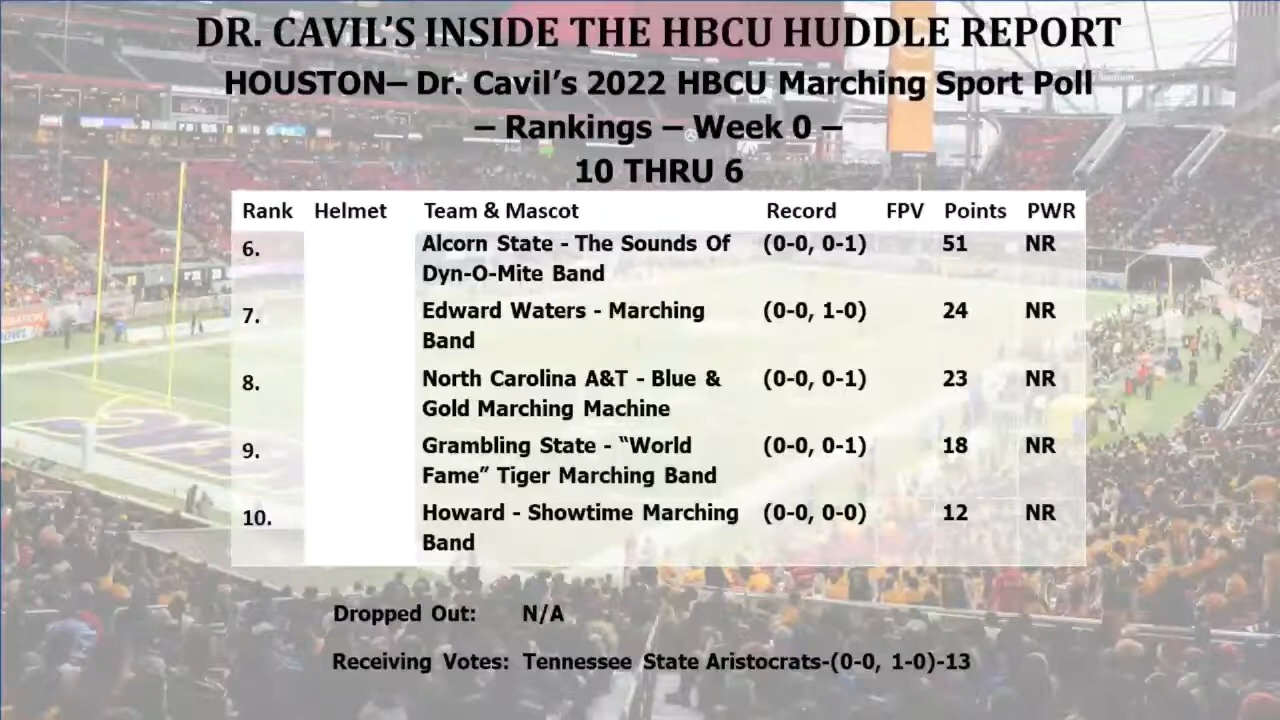 DR. CAVIL'S INSIDE THE HBCU HUDDLE REPORT
HOUSTON– Dr. Cavil's 2022 HBCU Marching Sport Poll
– Rankings – Week 0 –
10 THRU 6
Rank Helmet Team & Mascot Record FPV Points PWR
6. Alcorn State - The Sounds Of (0-0, 0-1) 51 NR
Dyn-O-Mite Band
7. Edward Waters - Marching (0-0, 1-0) 24 NR
Band
8. North Carolina A&T - Blue & (0-0, 0-1) 23 NR
Gold Marching Machine
9. Grambling State - “World (0-0, 0-1) 18 NR
Fame” Tiger Marching Band
10. Howard - Showtime Marching (0-0, 0-0) 12 NR
Band
Dropped Out: N/A
Receiving Votes: Tennessee State Aristocrats-(0-0, 1-0)-13